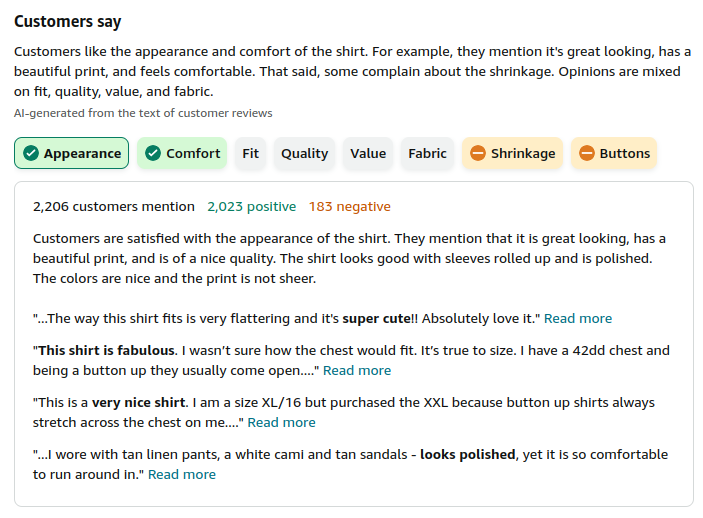 Customers say
Customers like the appearance and comfort of the shirt. For example, they mention it's great looking, has a
beautiful print, and feels comfortable. That said, some complain about the shrinkage. Opinions are mixed
on fit, quality, value, and fabric.
AI-generated from the text of customer reviews
Appearance Comfort Fit Quality Value Fabric Shrinkage Buttons
2,206 customers mention 2,023 positive 183 negative
Customers are satisfied with the appearance of the shirt. They mention that it is great looking, has a
beautiful print, and is of a nice quality. The shirt looks good with sleeves rolled up and is polished.
The colors are nice and the print is not sheer.
"...The way this shirt fits is very flattering and it's super cute!! Absolutely love it." Read more
"This shirt is fabulous. I wasn’t sure how the chest would fit. It’s true to size. I have a 42dd chest and
being a button up they usually come open...." Read more
"This is a very nice shirt. I am a size XL/16 but purchased the XXL because button up shirts always
stretch across the chest on me...." Read more
"...I wore with tan linen pants, a white cami and tan sandals - looks polished, yet it is so comfortable
to run around in." Read more